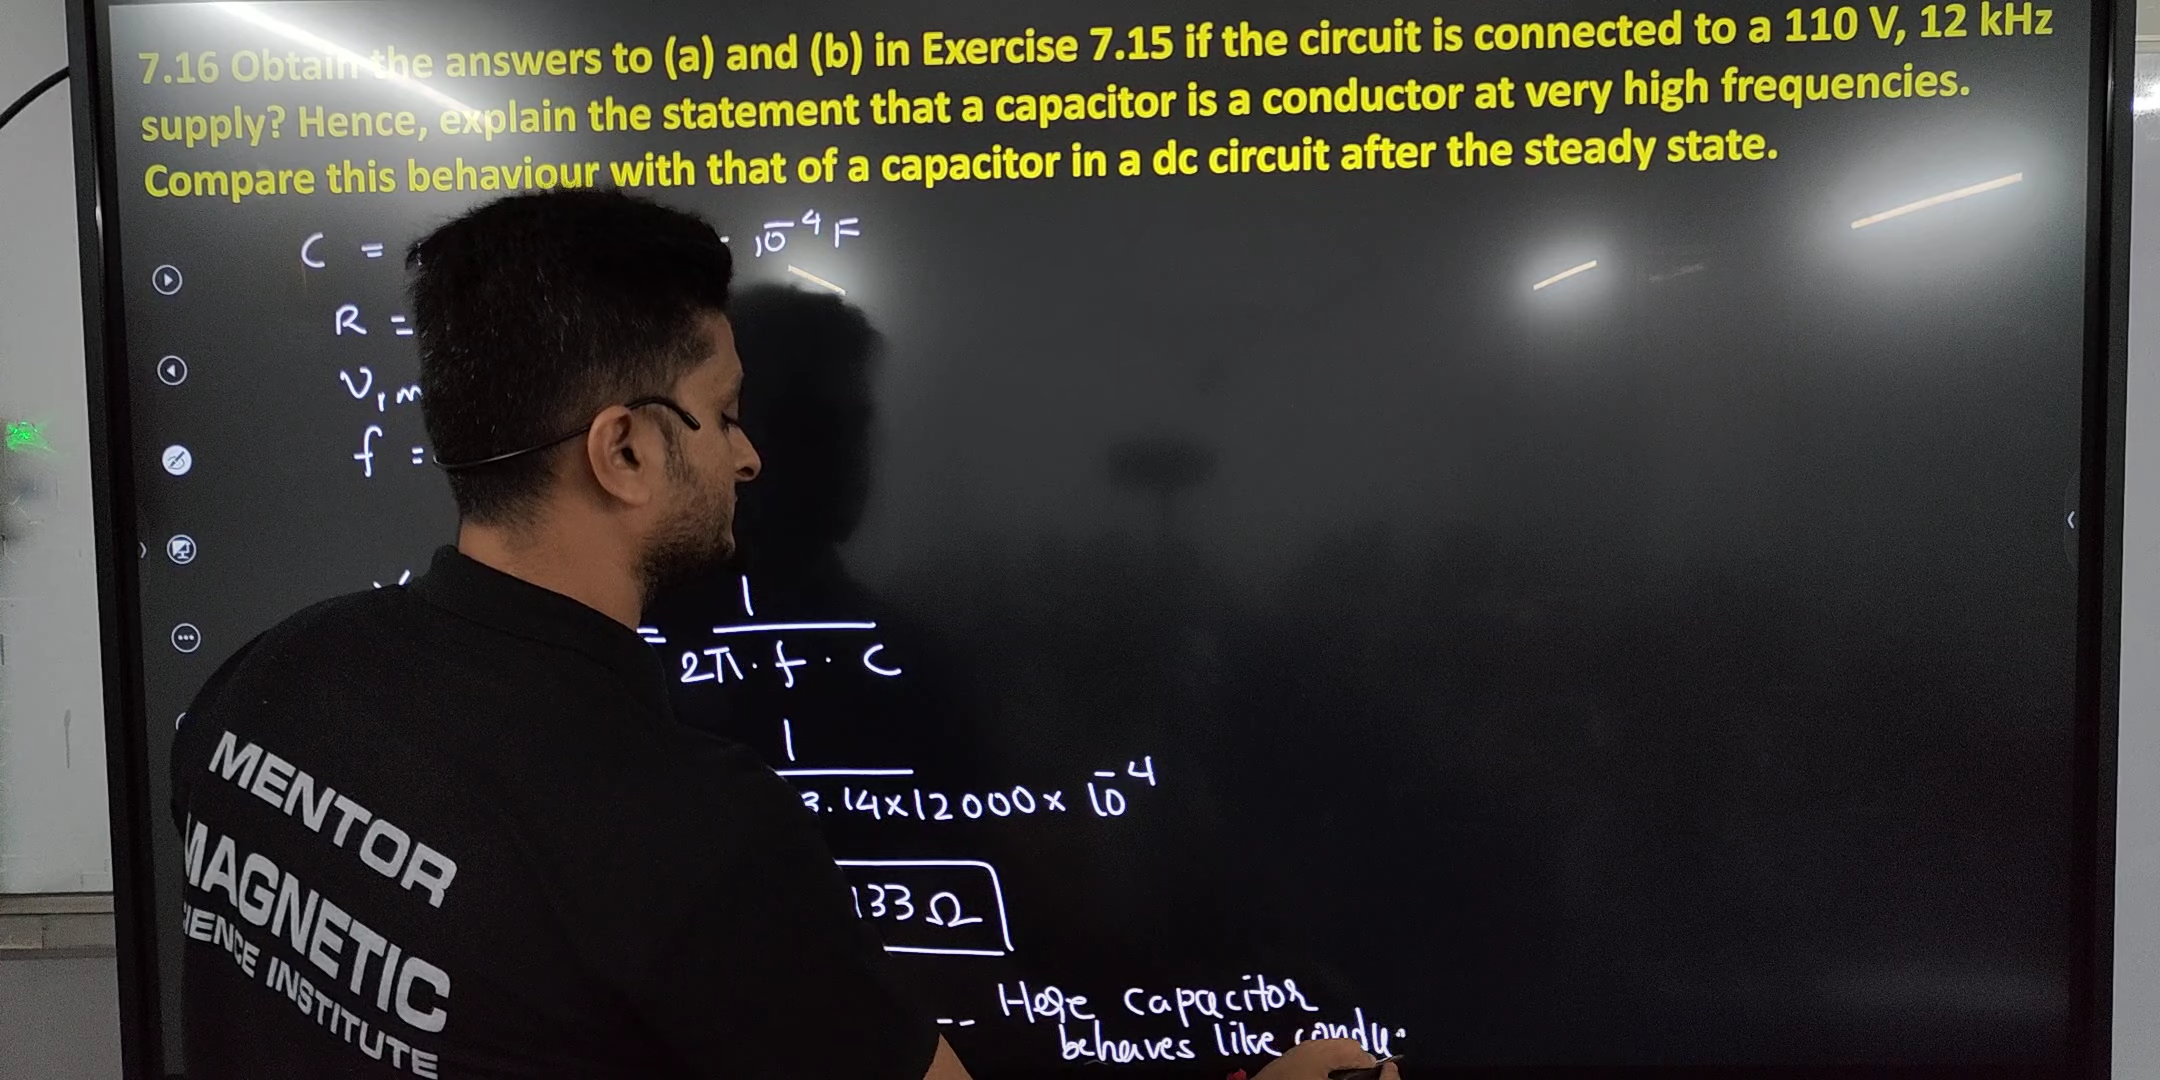 7.16 Obtain the answers to (a) and (b) in Exercise 7.15 if the circuit is connected to a 110 V, 12 kHz
supply? Hence, explain the statement that a capacitor is a conductor at very high frequencies.
Compare this behaviour with that of a capacitor in a dc circuit after the steady state.
C = 10⁻⁴ F
R =
Vrm
f =
= 1 / 2π · f · C
1 / 3.14 × 12000 × 10⁻⁴
133 Ω
-- Here capacitor
behaves like condu
MENTOR
MAGNETIC
IENCE INSTITUTE